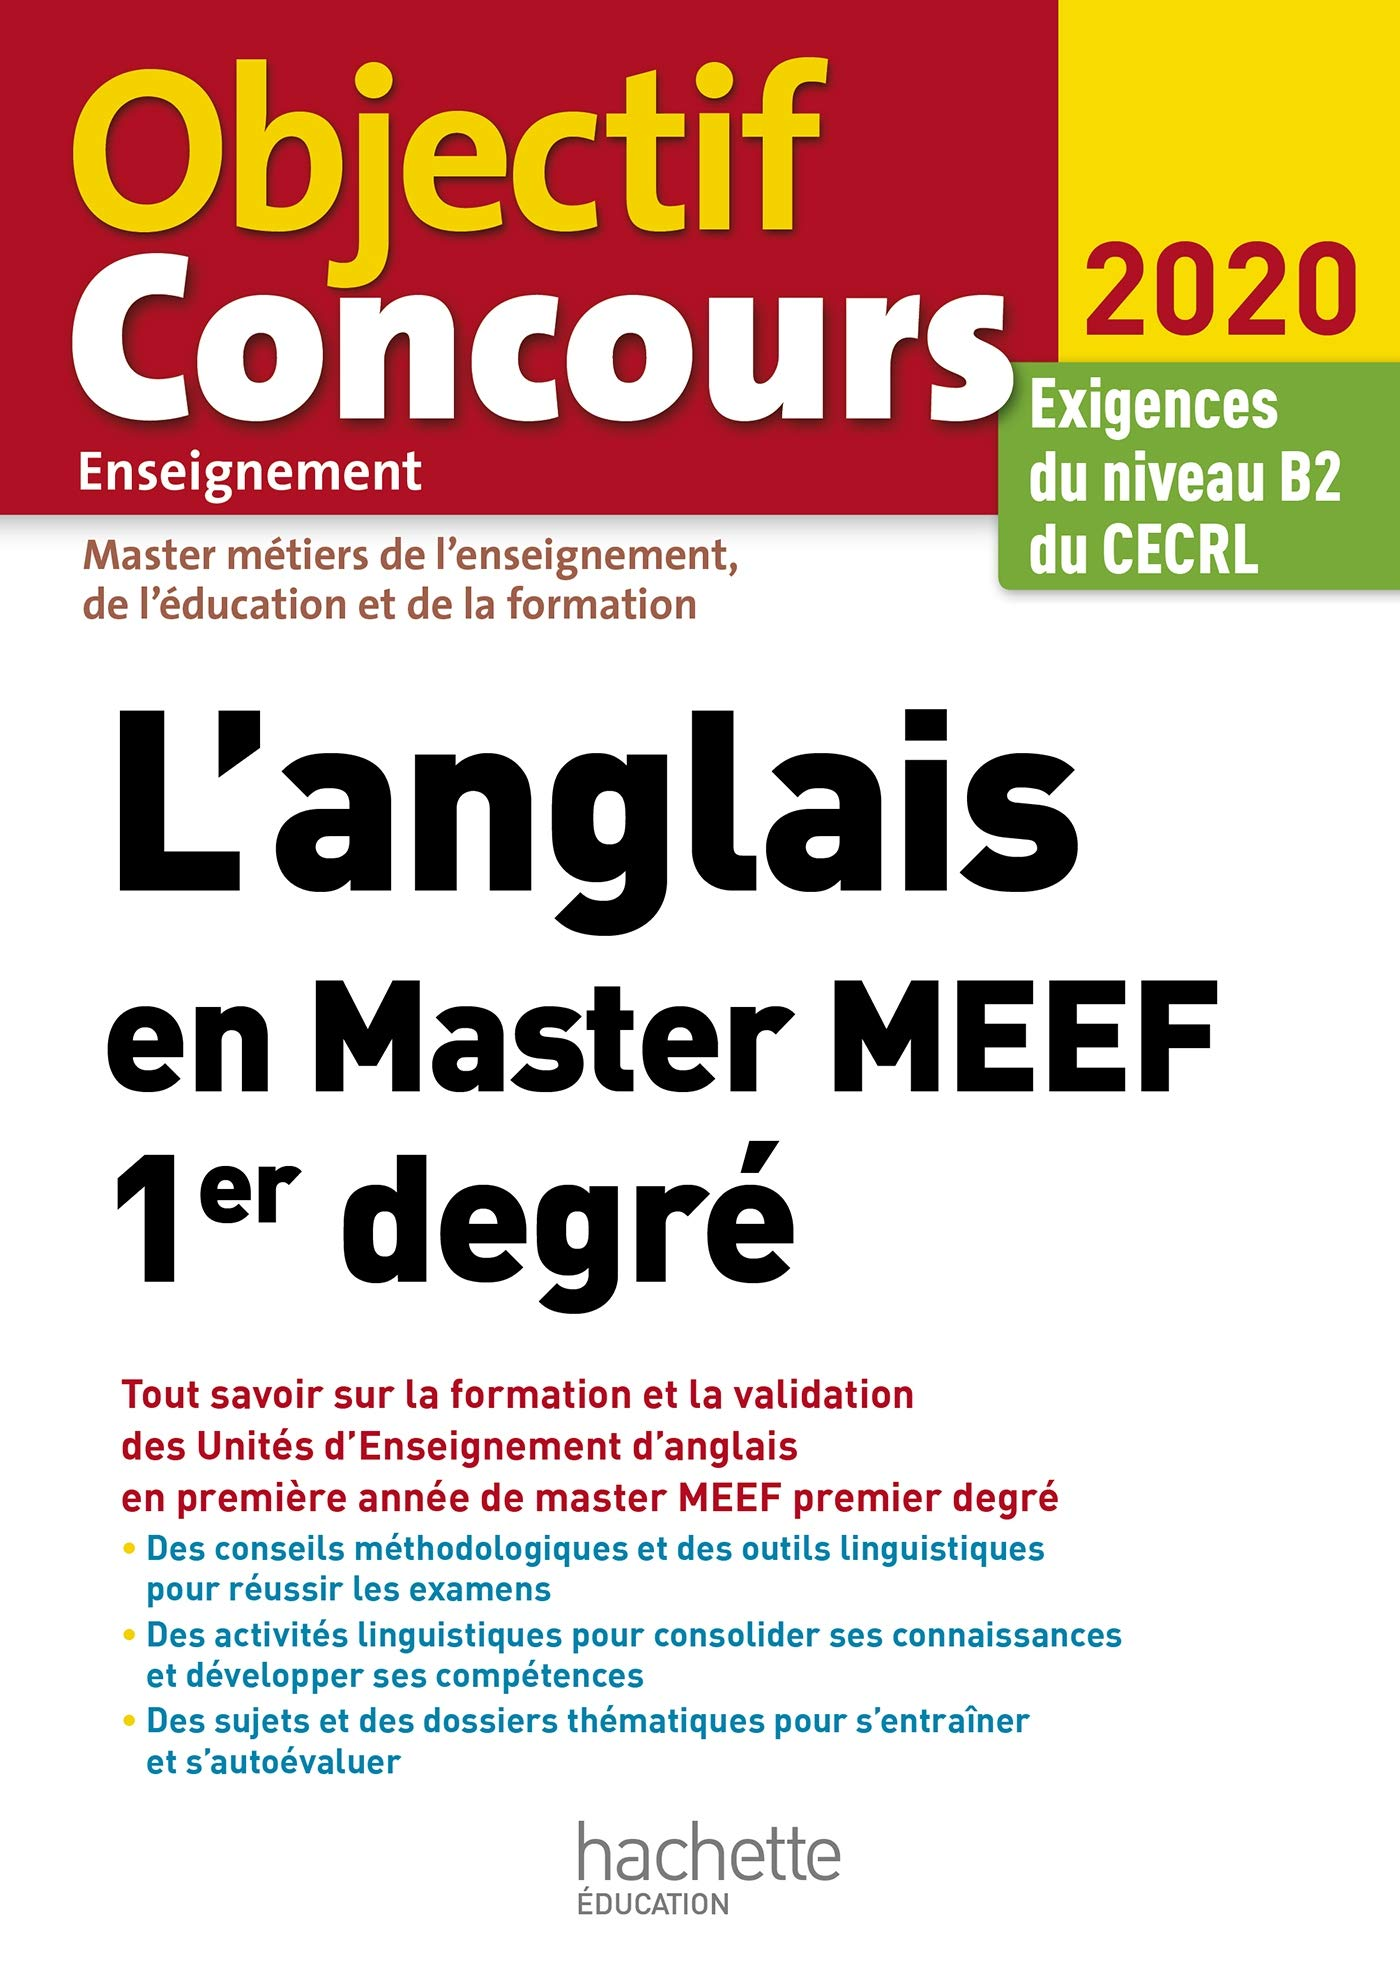 Objectif
Concours
2020
Enseignement
Exigences
du niveau B2
du CECRL
Master métiers de l'enseignement,
de l'éducation et de la formation
L'anglais
en Master MEEF
1er degré
Tout savoir sur la formation et la validation
des Unités d'Enseignement d'anglais
en première année de master MEEF premier degré
• Des conseils méthodologiques et des outils linguistiques
pour réussir les examens
• Des activités linguistiques pour consolider ses connaissances
et développer ses compétences
• Des sujets et des dossiers thématiques pour s'entraîner
et s'autoévaluer
hachette
ÉDUCATION